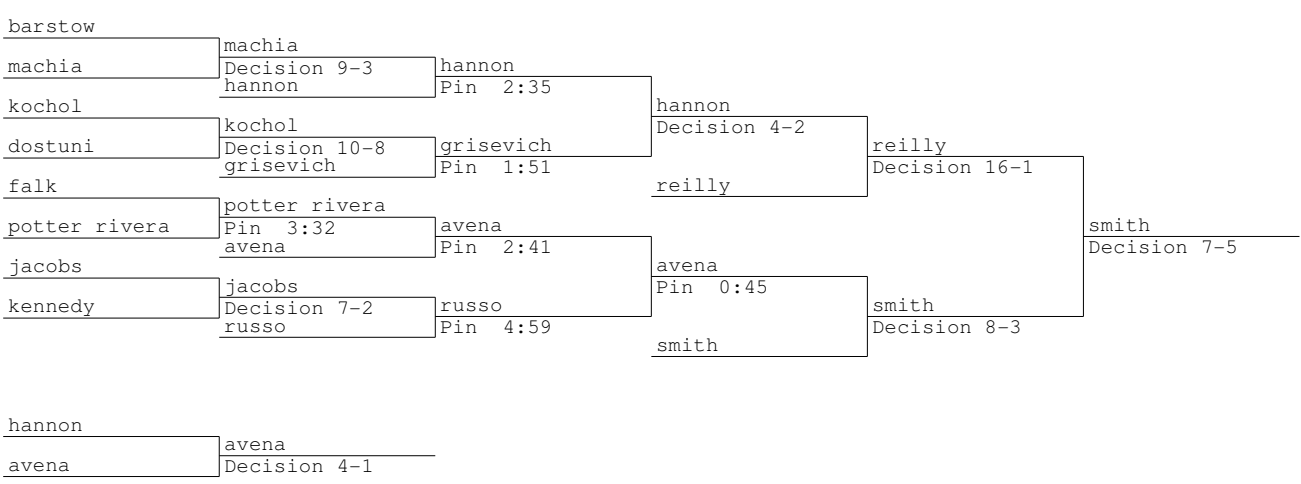 barstow
machia
machia
Decision 9-3
hannon
Pin 2:35
hannon
kochol
hannon
Decision 4-2
kochol
dostuni
Decision 10-8
grisevich
reilly
grisevich
Pin 1:51
Decision 16-1
falk
reilly
potter rivera
potter rivera
Pin 3:32
avena
smith
avena
Pin 2:41
Decision 7-5
jacobs
avena
jacobs
Pin 0:45
kennedy
Decision 7-2
russo
smith
russo
Pin 4:59
Decision 8-3
smith
hannon
avena
avena
Decision 4-1